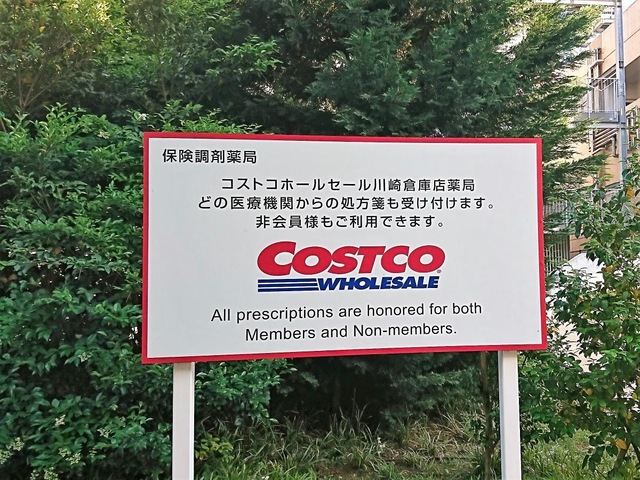 保険調剤薬局
コストコホールセール川崎倉庫店薬局
どの医療機関からの処方箋も受け付けます。
非会員様もご利用できます。
COSTCO
WHOLESALE
All prescriptions are honored for both
Members and Non-members.